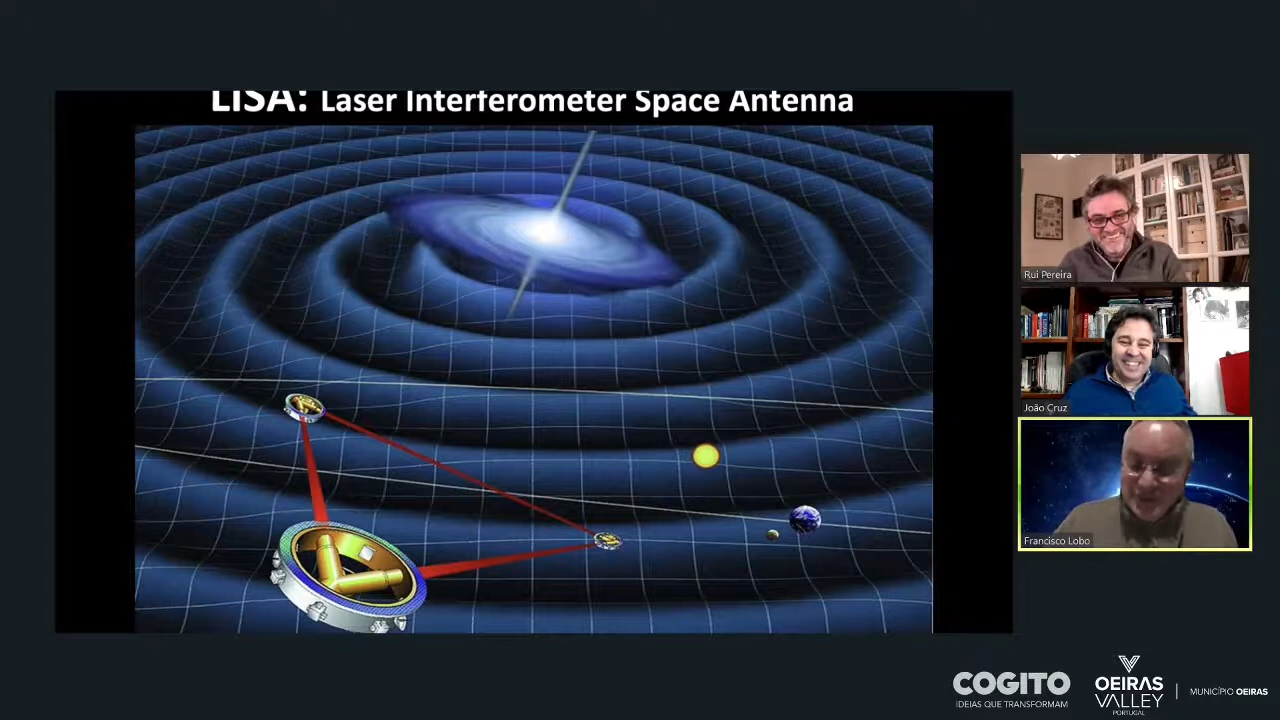 LISA: Laser Interferometer Space Antenna
Rui Pereira
João Cruz
Francisco Lobo
COGITO
IDEIAS QUE TRANSFORMAM
OEIRAS
VALLEY
PORTUGAL
MUNICÍPIO OEIRAS